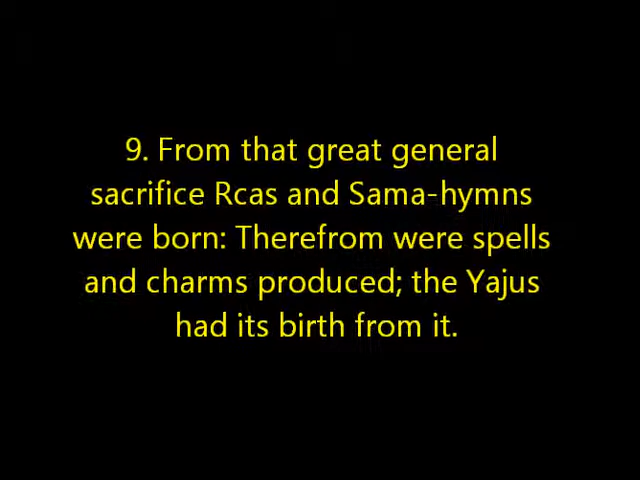 9. From that great general
sacrifice Rcas and Sama-hymns
were born: Therefrom were spells
and charms produced; the Yajus
had its birth from it.